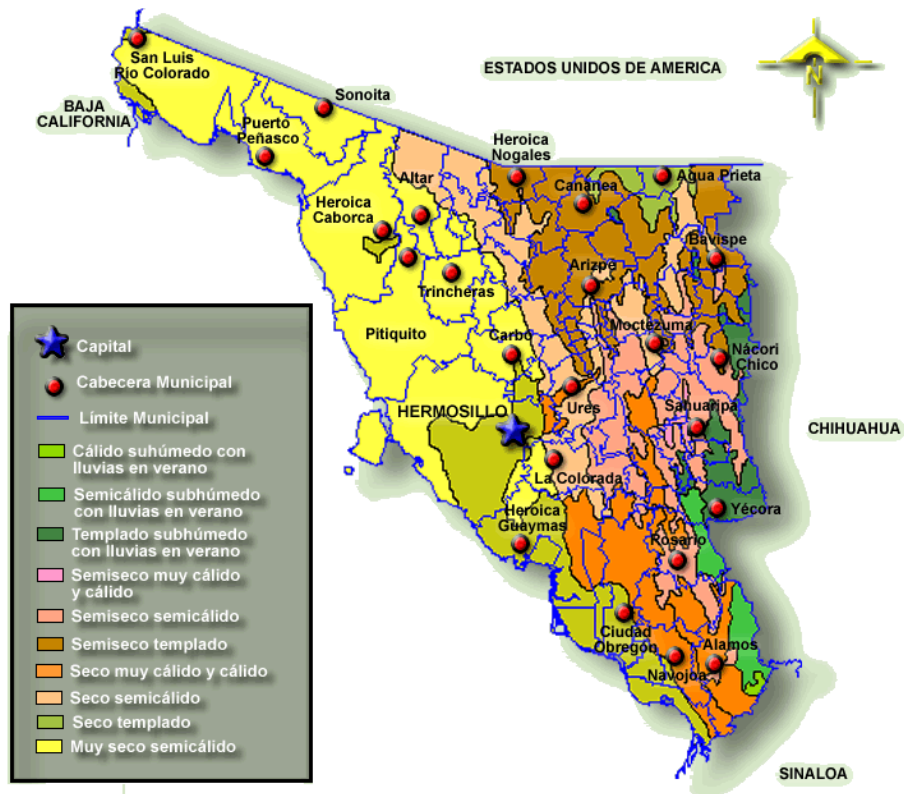 San Luis
Río Colorado
ESTADOS UNIDOS DE AMERICA
N
BAJA
CALIFORNIA
Sonoita
Puerto
Peñasco
Heroica
Nogales
Altar
Cananea
Agua Prieta
Heroica
Caborca
Bavispe
Arizpe
Trincheras
Pitiquito
Carbó
Moctezuma
Nácori
Chico
HERMOSILLO
Ures
Sahuaripa
CHIHUAHUA
La Colorada
Heroica
Guaymas
Yécora
Rosario
Ciudad
Obregón
Alamos
Navojoa
SINALOA
Capital
Cabecera Municipal
Límite Municipal
Cálido suhúmedo con
lluvias en verano
Semicálido subhúmedo
con lluvias en verano
Templado subhúmedo
con lluvias en verano
Semiseco muy cálido
y cálido
Semiseco semicálido
Semiseco templado
Seco muy cálido y cálido
Seco semicálido
Seco templado
Muy seco semicálido